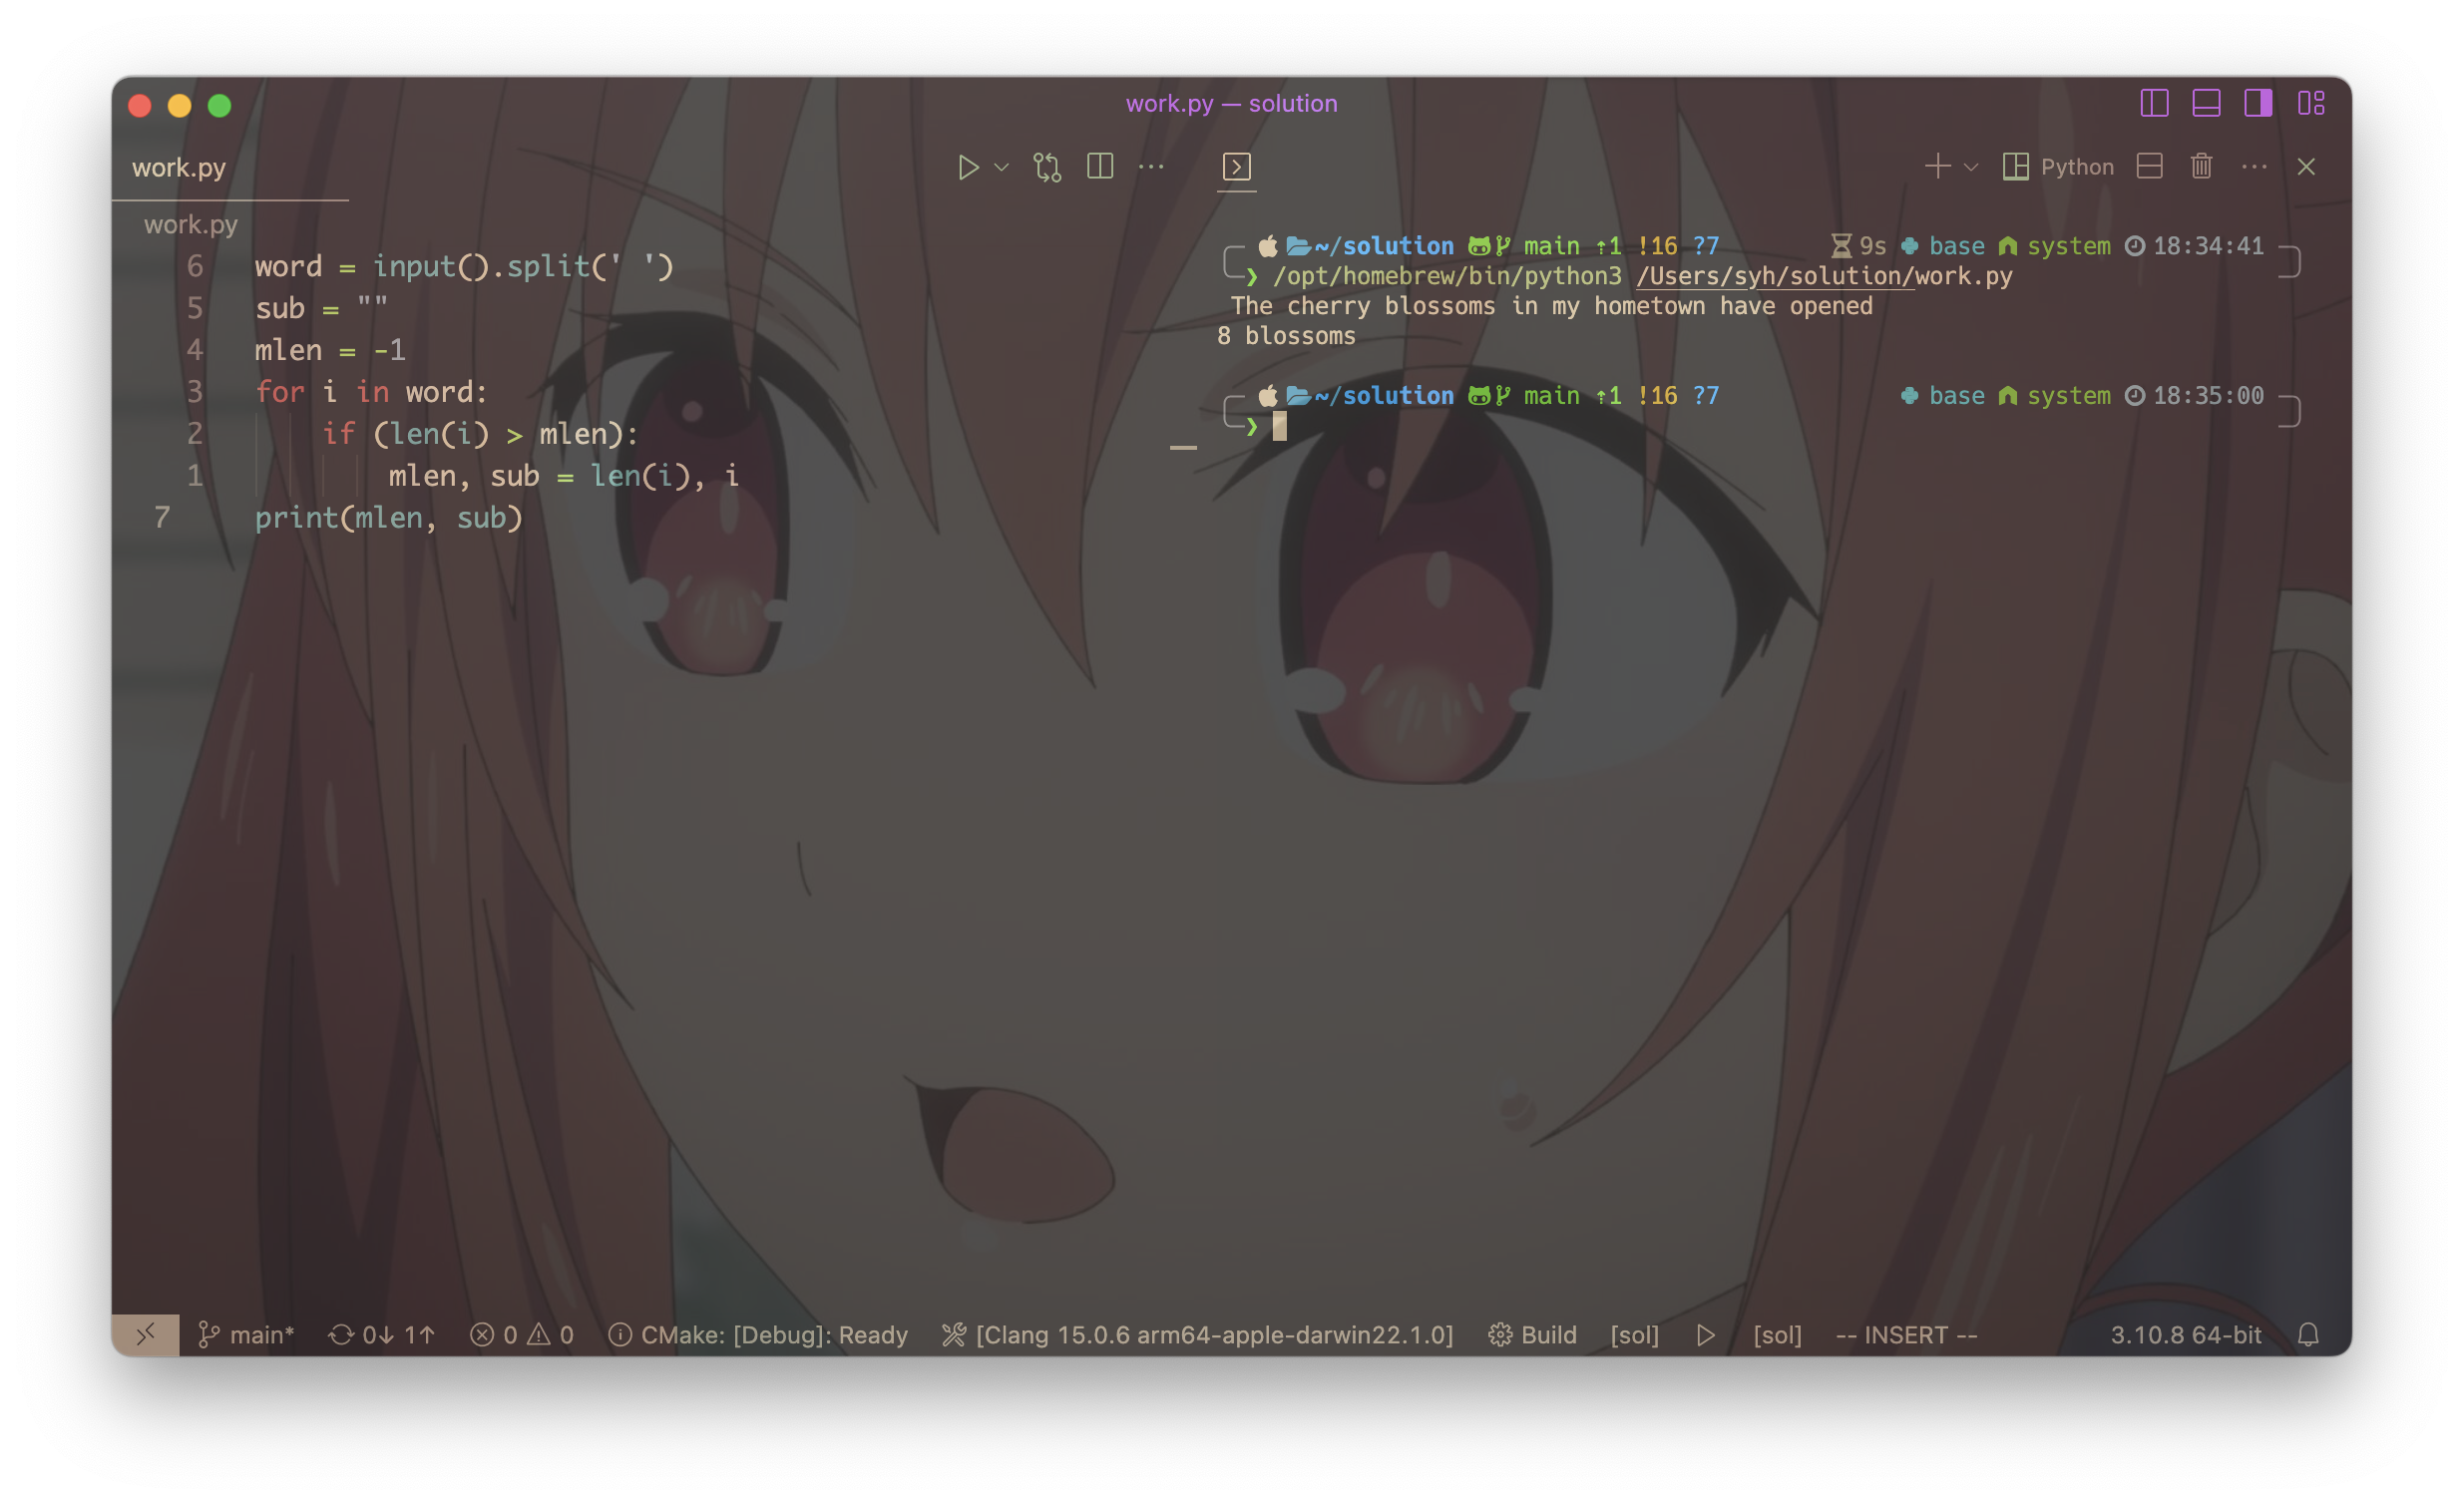 work.py — solution
work.py
Python
work.py
6 word = input().split(' ')
5 sub = ""
4 mlen = -1
3 for i in word:
2 if (len(i) > mlen):
1 mlen, sub = len(i), i
7 print(mlen, sub)
~/solution main ⇡1 !16 ?7 9s base system 18:34:41
❯ /opt/homebrew/bin/python3 /Users/syh/solution/work.py
The cherry blossoms in my hometown have opened
8 blossoms
~/solution main ⇡1 !16 ?7 base system 18:35:00
❯
main* 0↓ 1↑ 0 0 CMake: [Debug]: Ready [Clang 15.0.6 arm64-apple-darwin22.1.0] Build [sol] [sol] -- INSERT -- 3.10.8 64-bit